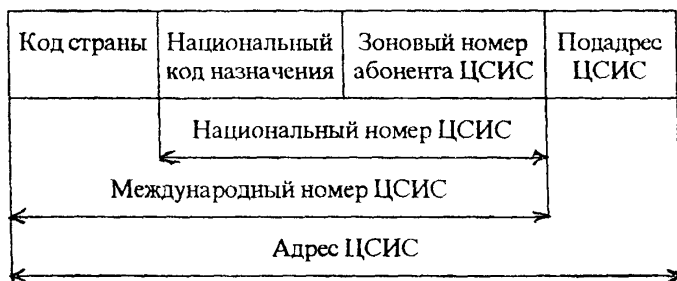 Код страны
Национальный
код назначения
Зоновый номер
абонента ЦСИС
Подадрес
ЦСИС
Национальный номер ЦСИС
Международный номер ЦСИС
Адрес ЦСИС